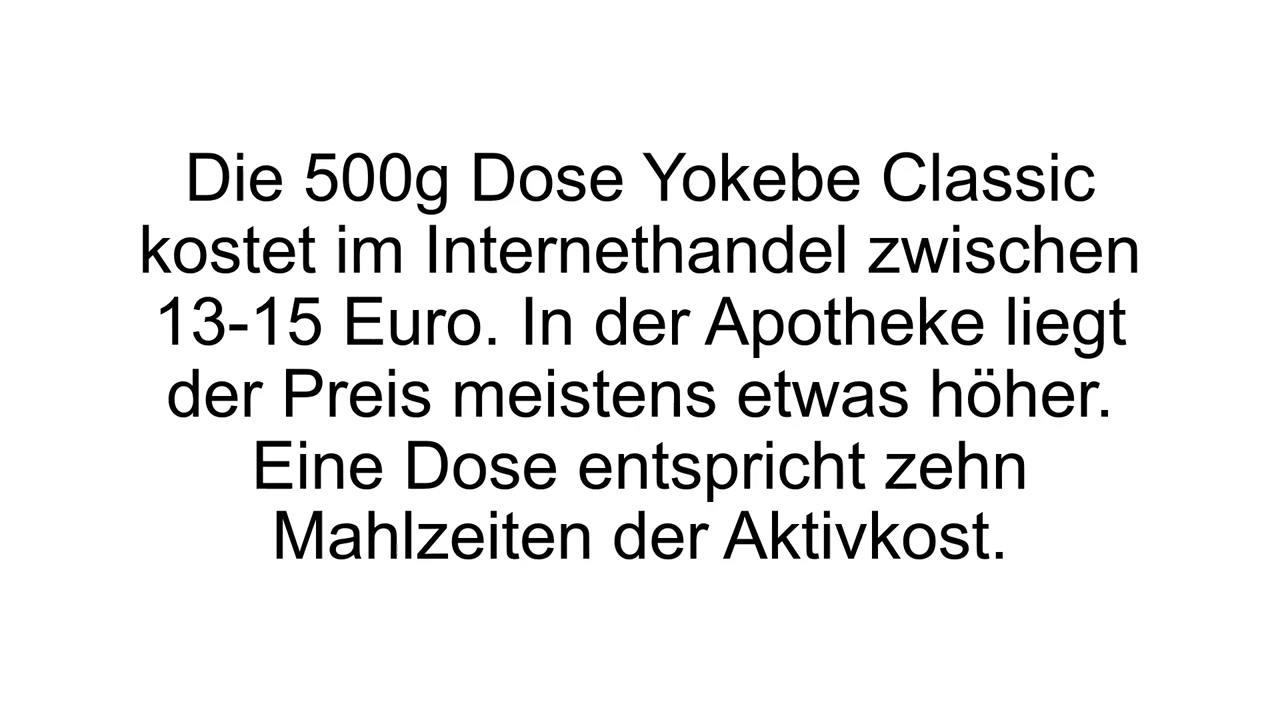 Die 500g Dose Yokebe Classic
kostet im Internethandel zwischen
13-15 Euro. In der Apotheke liegt
der Preis meistens etwas höher.
Eine Dose entspricht zehn
Mahlzeiten der Aktivkost.